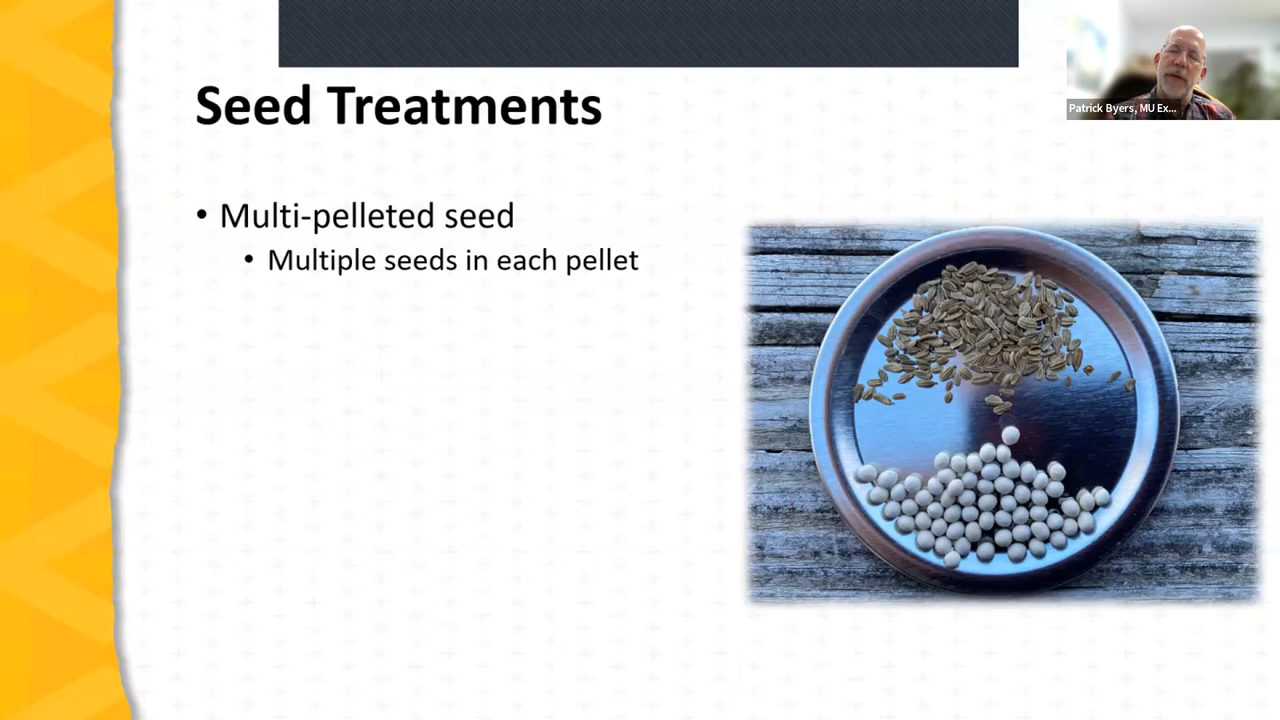 Seed Treatments
• Multi-pelleted seed
• Multiple seeds in each pellet
Patrick Byers, MU Ex...